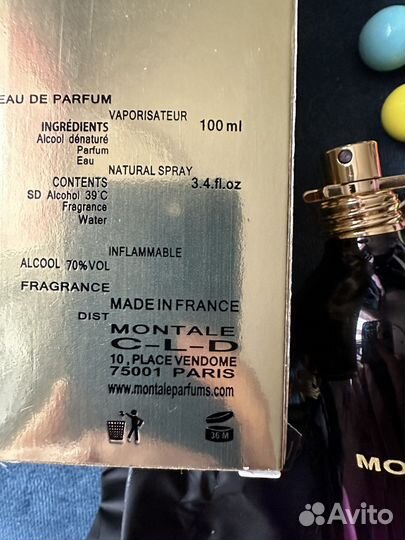 EAU DE PARFUM
VAPORISATEUR
INGRÉDIENTS
100 ml
Alcool dénaturé
Parfum
Eau
NATURAL SPRAY
CONTENTS
3.4.fl.oz
SD Alcohol 39°C
Fragrance
Water
INFLAMMABLE
ALCOOL 70%VOL
FRAGRANCE
MADE IN FRANCE
DIST
MONTALE
C-L-D
10, PLACE VENDOME
75001 PARIS
www.montaleparfums.com
36 M
MO
Avito